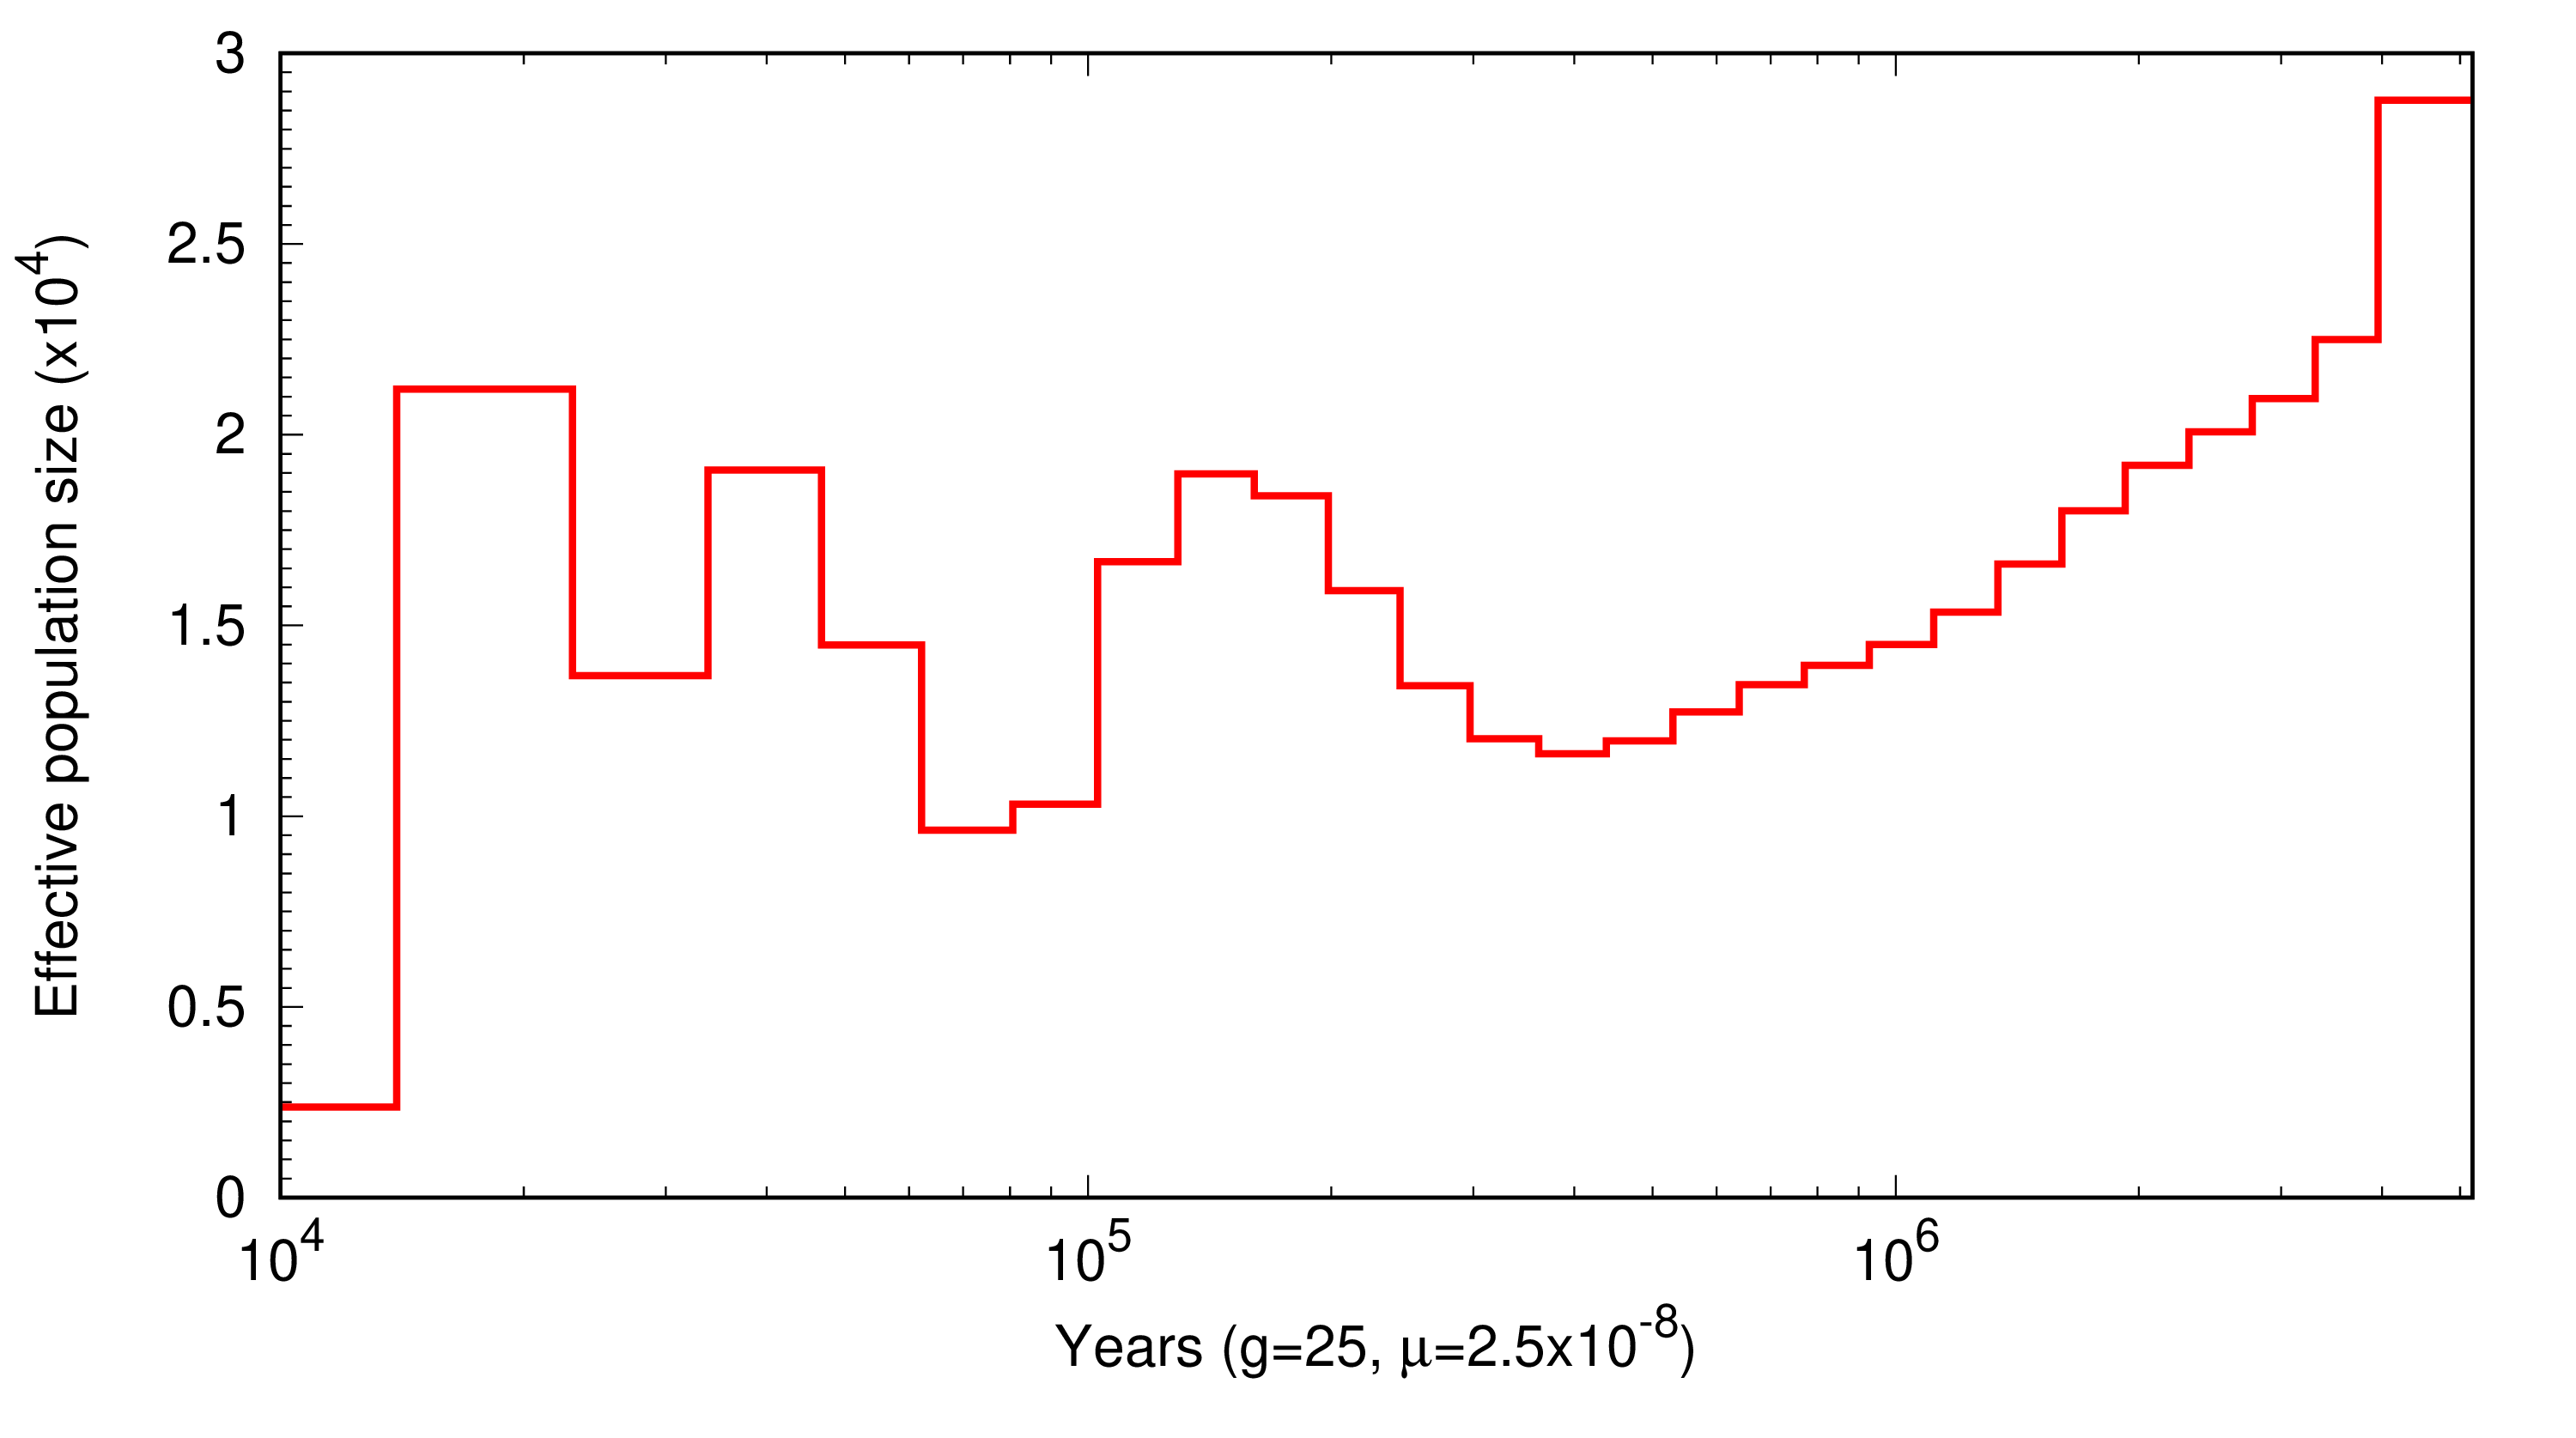 Effective population size (x10⁴)
3
2.5
2
1.5
1
0.5
0
10⁴ 10⁵ 10⁶
Years (g=25, μ=2.5x10⁻⁸)